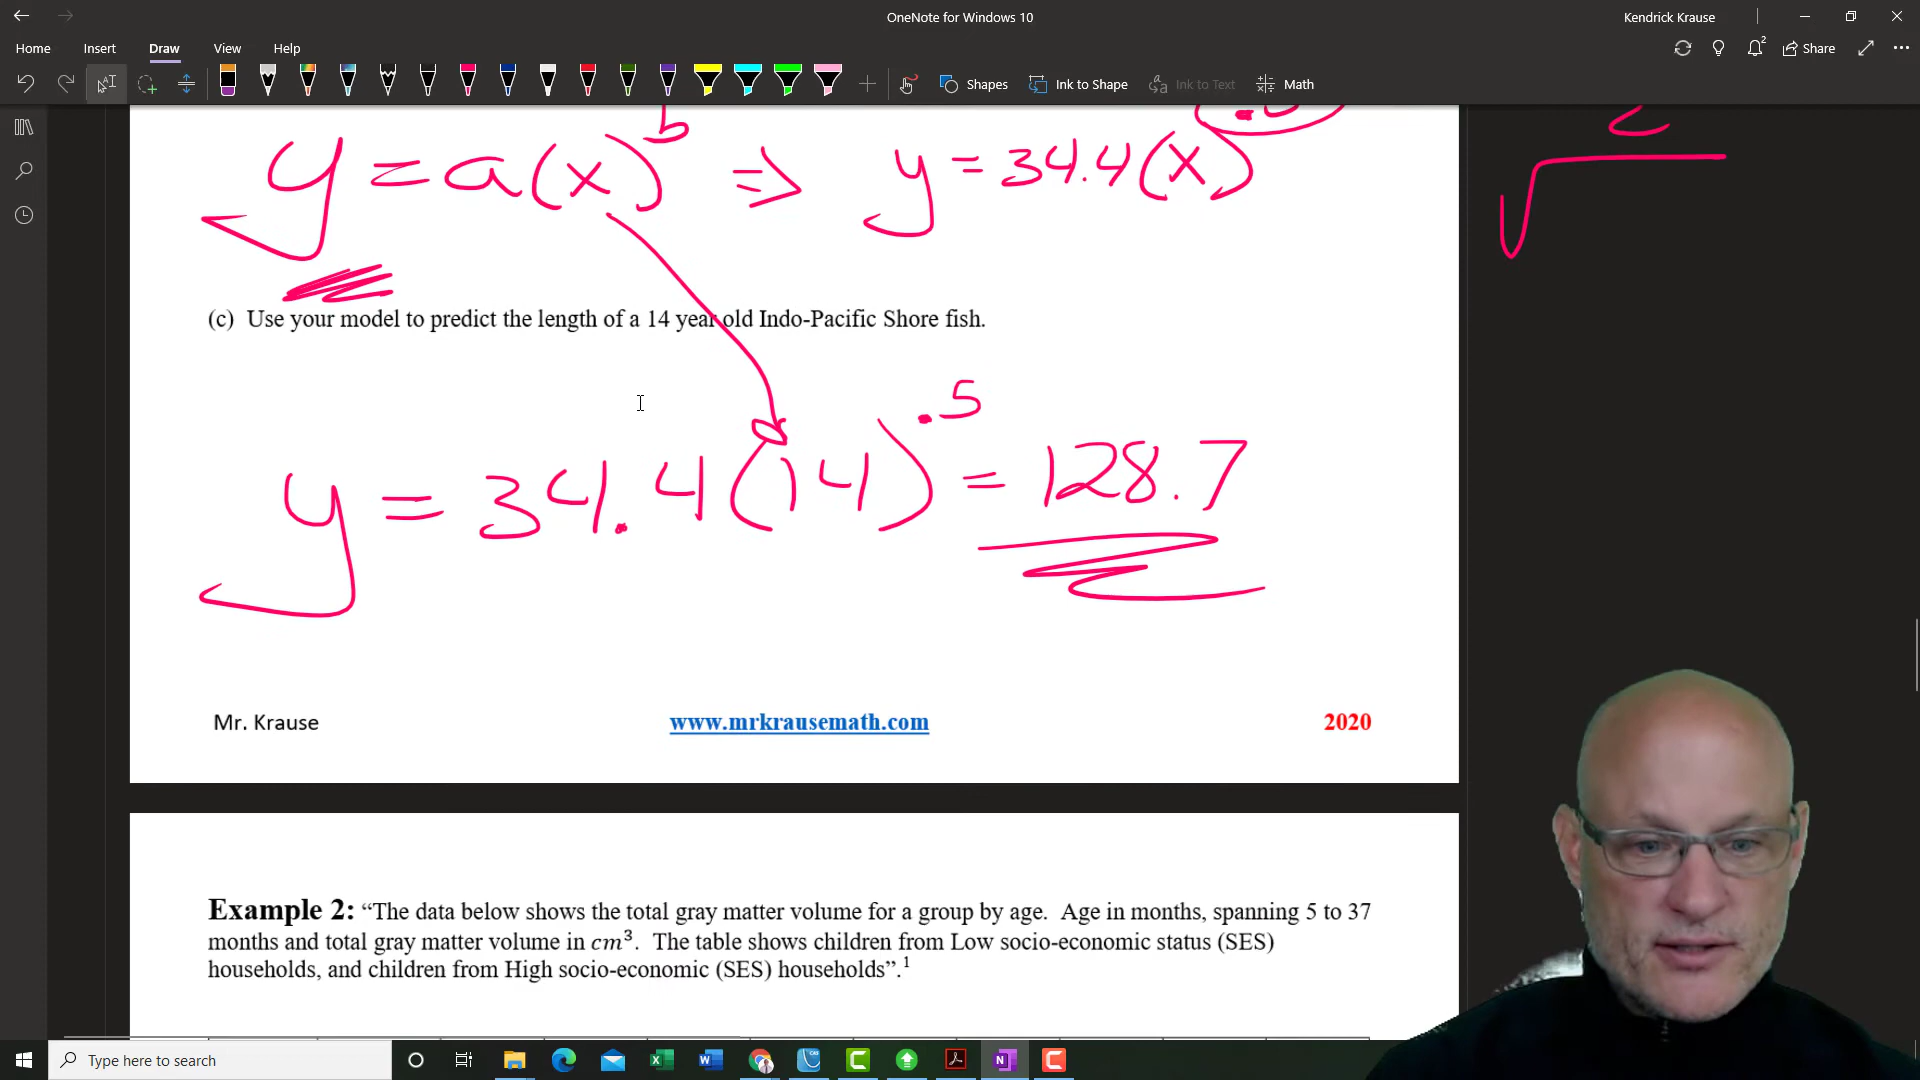 OneNote for Windows 10
Kendrick Krause
Home Insert Draw View Help
2 Share
Shapes Ink to Shape Ink to Text Math
y = a(x)^b ⇒ y = 34.4(x)
(c) Use your model to predict the length of a 14 year old Indo-Pacific Shore fish.
y = 34.4(14)^.5 = 128.7
Mr. Krause www.mrkrausemath.com 2020
Example 2: “The data below shows the total gray matter volume for a group by age. Age in months, spanning 5 to 37
months and total gray matter volume in cm³. The table shows children from Low socio-economic status (SES)
households, and children from High socio-economic (SES) households”.¹
Type here to search